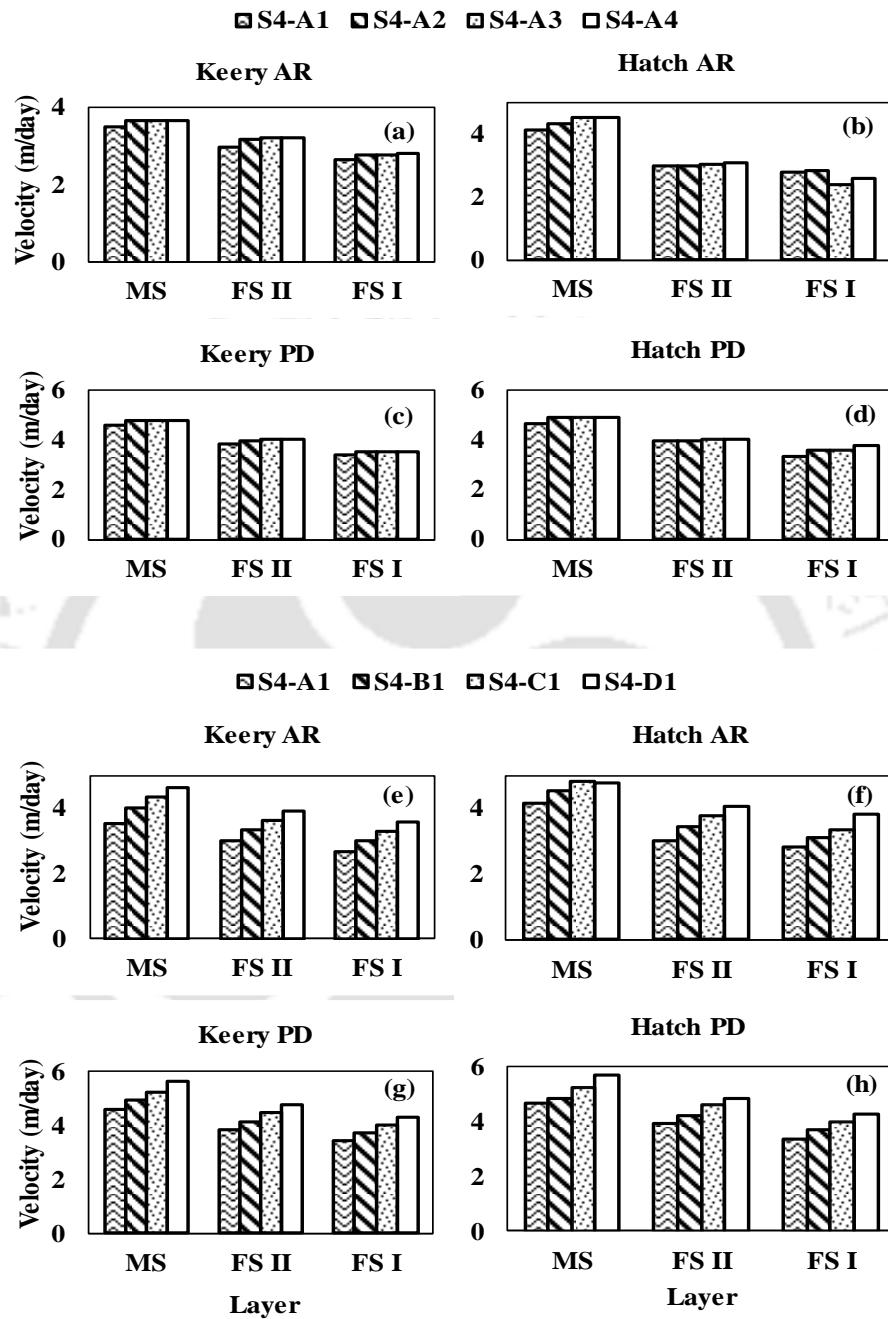 S4-A1 S4-A2 S4-A3 S4-A4
Keery AR
Hatch AR
Velocity (m/day)
4
2
0
(a)
MS FS II FS I
4
2
0
(b)
MS FS II FS I
Keery PD
Hatch PD
Velocity (m/day)
6
4
2
0
(c)
MS FS II FS I
6
4
2
0
(d)
MS FS II FS I
S4-A1 S4-B1 S4-C1 S4-D1
Keery AR
Hatch AR
Velocity (m/day)
4
2
0
(e)
MS FS II FS I
4
2
0
(f)
MS FS II FS I
Keery PD
Hatch PD
Velocity (m/day)
6
4
2
0
(g)
MS FS II FS I
Layer
6
4
2
0
(h)
MS FS II FS I
Layer